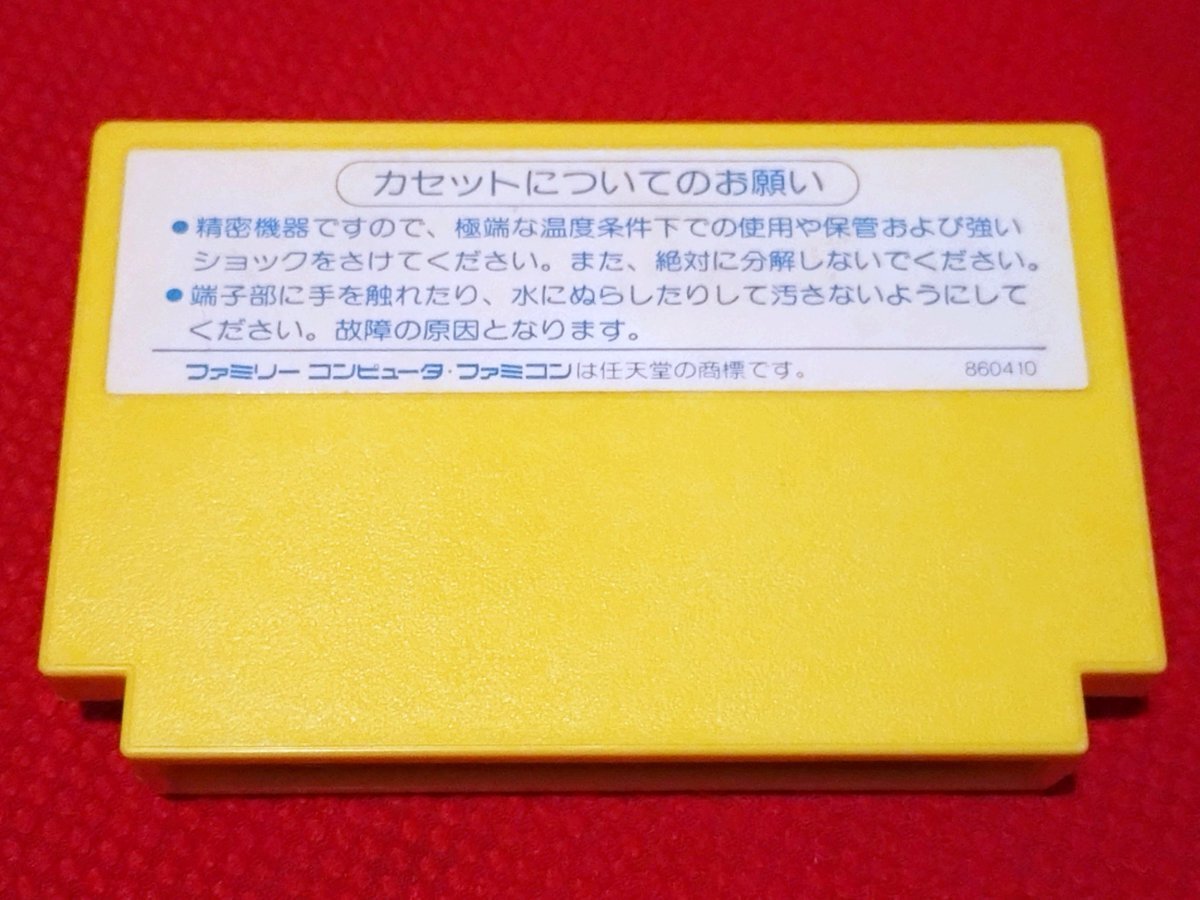 カセットについてのお願い
●精密機器ですので、極端な温度条件下での使用や保管および強い
ショックをさけてください。また、絶対に分解しないでください。
●端子部に手を触れたり、水にぬらしたりして汚さないようにして
ください。故障の原因となります。
ファミリー コンピュータ・ファミコンは任天堂の商標です。 860410